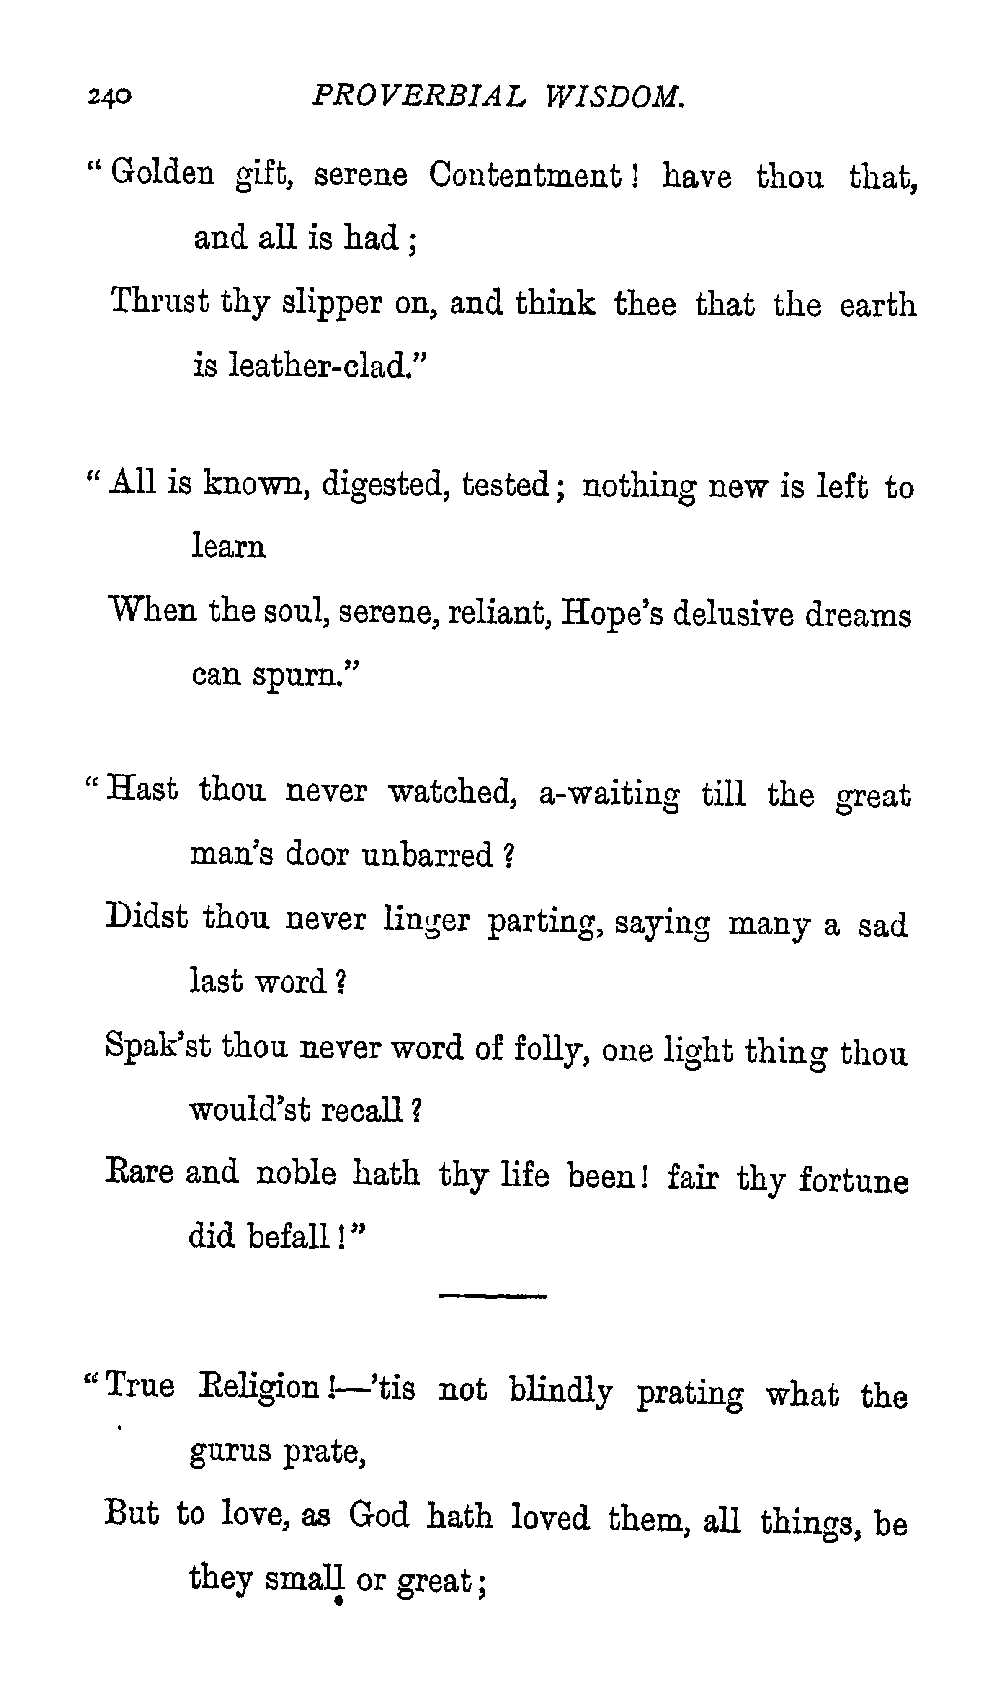 240 PROVERBIAL WISDOM.
“Golden gift, serene Contentment! have thou that,
and all is had;
Thrust thy slipper on, and think thee that the earth
is leather-clad.”
“All is known, digested, tested; nothing new is left to
learn
When the soul, serene, reliant, Hope’s delusive dreams
can spurn.”
“Hast thou never watched, a-waiting till the great
man’s door unbarred?
Didst thou never linger parting, saying many a sad
last word?
Spak’st thou never word of folly, one light thing thou
would’st recall?
Rare and noble hath thy life been! fair thy fortune
did befall!”
“True Religion!—’tis not blindly prating what the
gurus prate,
But to love, as God hath loved them, all things, be
they small or great;